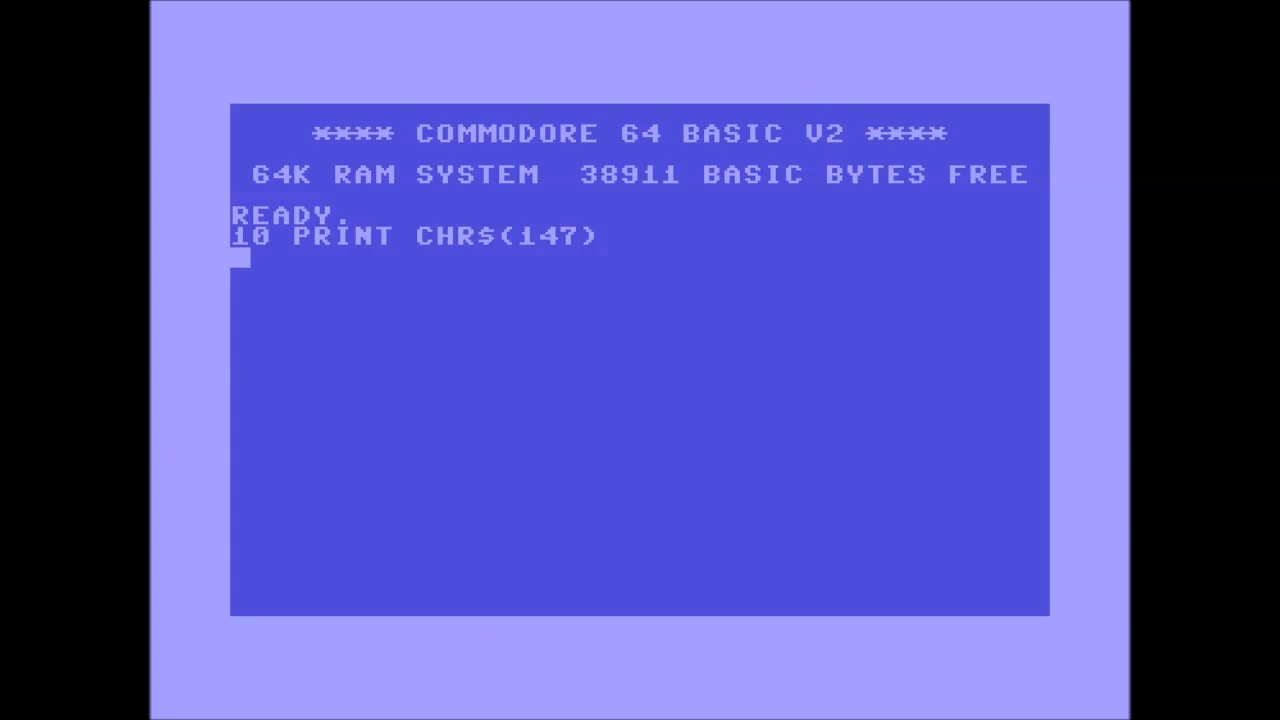 **** COMMODORE 64 BASIC V2 ****
64K RAM SYSTEM  38911 BASIC BYTES FREE
READY.
10 PRINT CHR$(147)